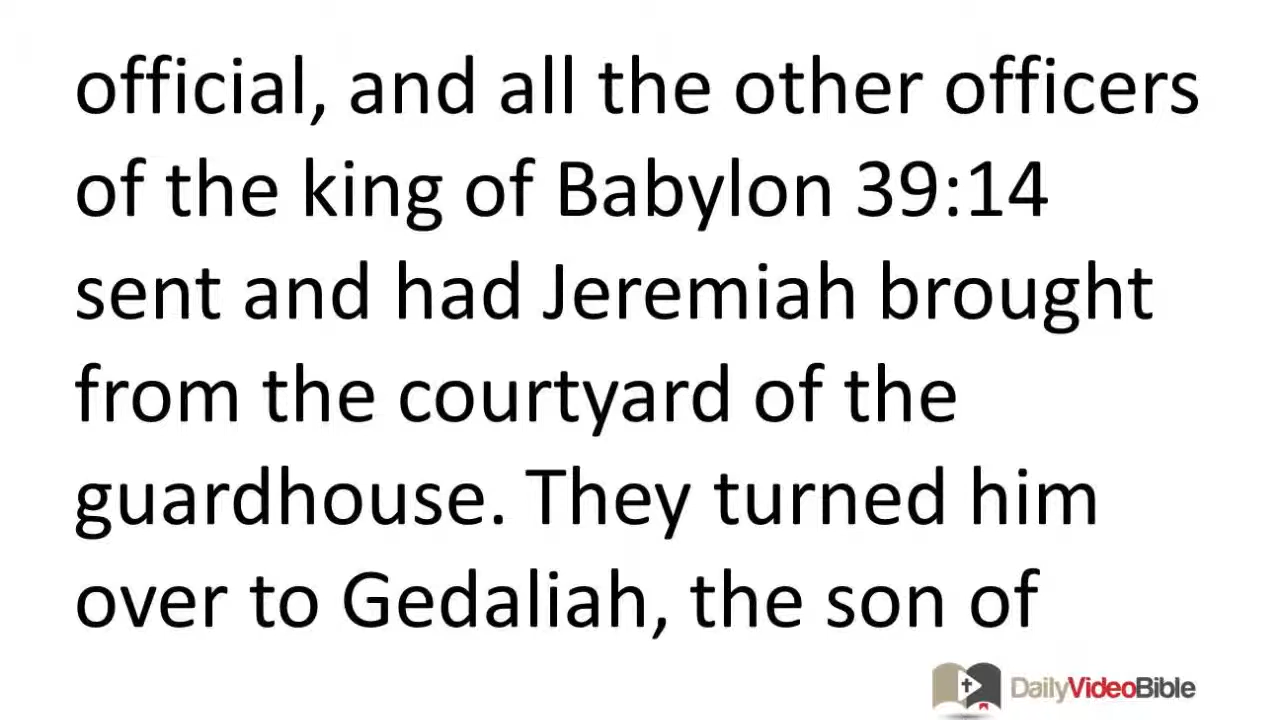 official, and all the other officers
of the king of Babylon 39:14
sent and had Jeremiah brought
from the courtyard of the
guardhouse. They turned him
over to Gedaliah, the son of
DailyVideoBible